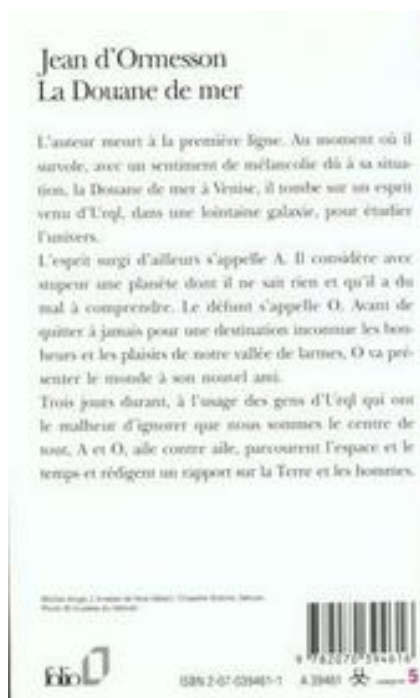 Jean d'Ormesson
La Douane de mer
L'auteur meurt à la première ligne. Au moment où il
survole, avec un sentiment de mélancolie dû à sa situa-
tion, la Douane de mer à Venise, il tombe sur un esprit
venu d'Urql, dans une lointaine galaxie, pour étudier
l'univers.
L'esprit surgi d'ailleurs s'appelle A. Il considère avec
stupeur une planète dont il ne sait rien et qu'il a du
mal à comprendre. Le défunt s'appelle O. Avant de
quitter à jamais pour une destination inconnue les bon-
heurs et les plaisirs de notre vallée de larmes, O va pré-
senter le monde à son nouvel ami.
Trois jours durant, à l'usage des gens d'Urql qui ont
le malheur d'ignorer que nous sommes le centre de
tout, A et O, aile contre aile, parcourent l'espace et le
temps et rédigent un rapport sur la Terre et les hommes.
9 782070 394616
folio
ISBN 2-07-039461-1 A 39461